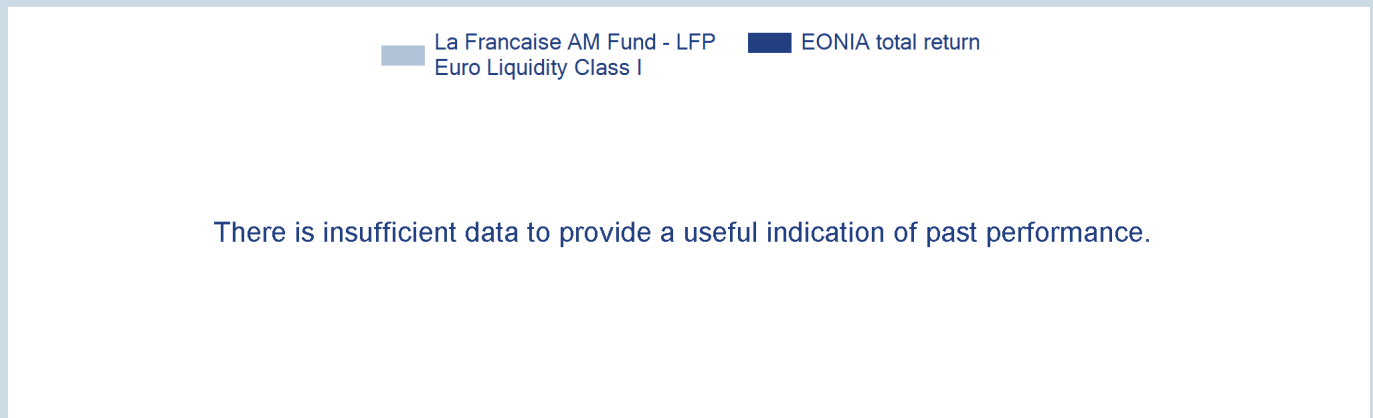 La Francaise AM Fund - LFP
Euro Liquidity Class I
EONIA total return
There is insufficient data to provide a useful indication of past performance.